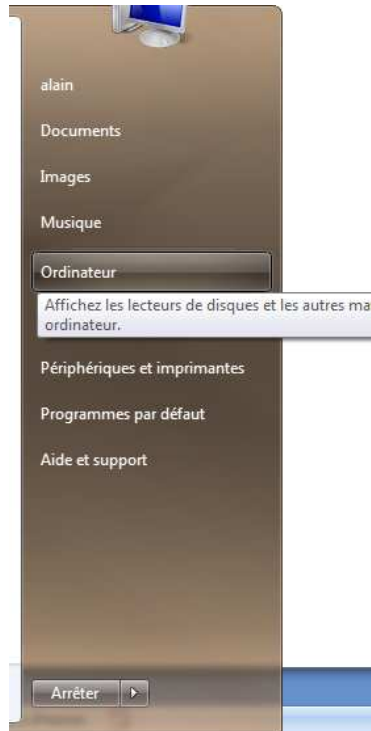 alain
Documents
Images
Musique
Ordinateur
Affichez les lecteurs de disques et les autres
ordinateur.
Périphériques et imprimantes
Programmes par défaut
Aide et support
Arrêter